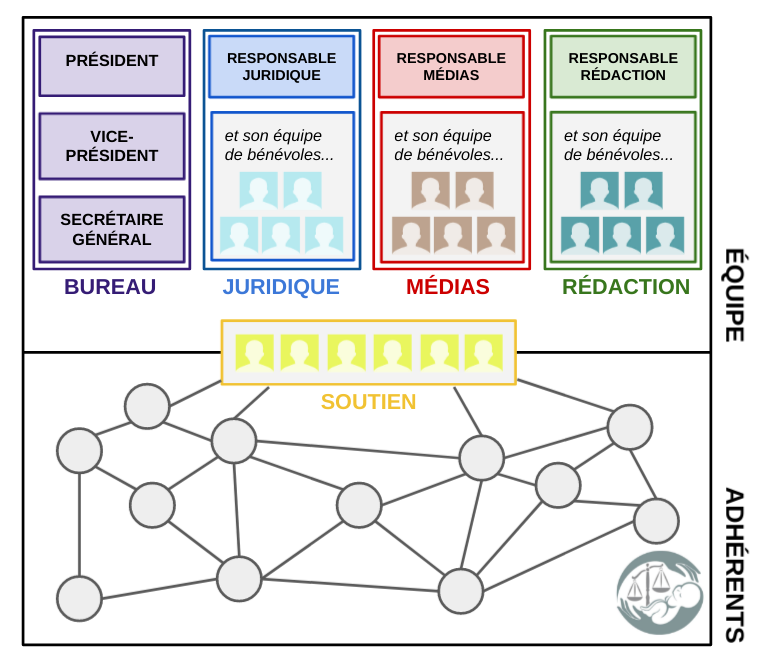 PRÉSIDENT
VICE-
PRÉSIDENT
SECRÉTAIRE
GÉNÉRAL
BUREAU
RESPONSABLE
JURIDIQUE
et son équipe
de bénévoles...
JURIDIQUE
RESPONSABLE
MÉDIAS
et son équipe
de bénévoles...
MÉDIAS
RESPONSABLE
RÉDACTION
et son équipe
de bénévoles...
RÉDACTION
ÉQUIPE
SOUTIEN
ADHÉRENTS